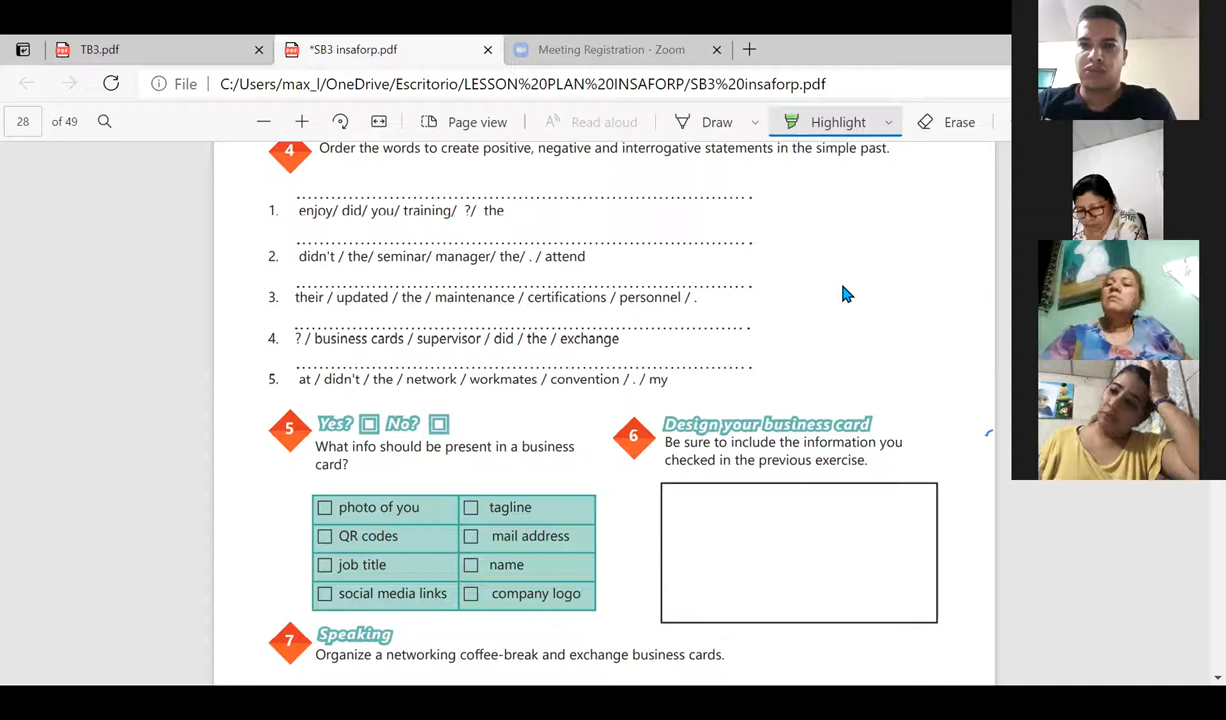 TB3.pdf
*SB3 insaforp.pdf
Meeting Registration - Zoom
File
C:/Users/max_l/OneDrive/Escritorio/LESSON%20PLAN%20INSAFORP/SB3%20insaforp.pdf
28 of 49
Page view
Read aloud
Draw
Highlight
Erase
4 Order the words to create positive, negative and interrogative statements in the simple past.
1. enjoy/ did/ you/ training/ ?/ the
2. didn't / the/ seminar/ manager/ the/ . / attend
3. their / updated / the / maintenance / certifications / personnel / .
4. ? / business cards / supervisor / did / the / exchange
5. at / didn't / the / network / workmates / convention / . / my
5 Yes? No?
What info should be present in a business
card?
photo of you
tagline
QR codes
mail address
job title
name
social media links
company logo
6 Design your business card
Be sure to include the information you
checked in the previous exercise.
7 Speaking
Organize a networking coffee-break and exchange business cards.